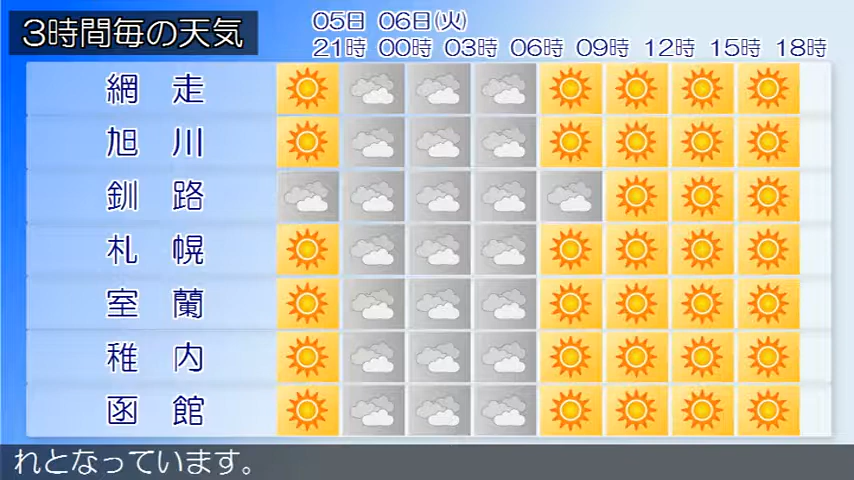 3時間毎の天気
05日 06日(火)
21時 00時 03時 06時 09時 12時 15時 18時
網走
旭川
釧路
札幌
室蘭
稚内
函館
れとなっています。